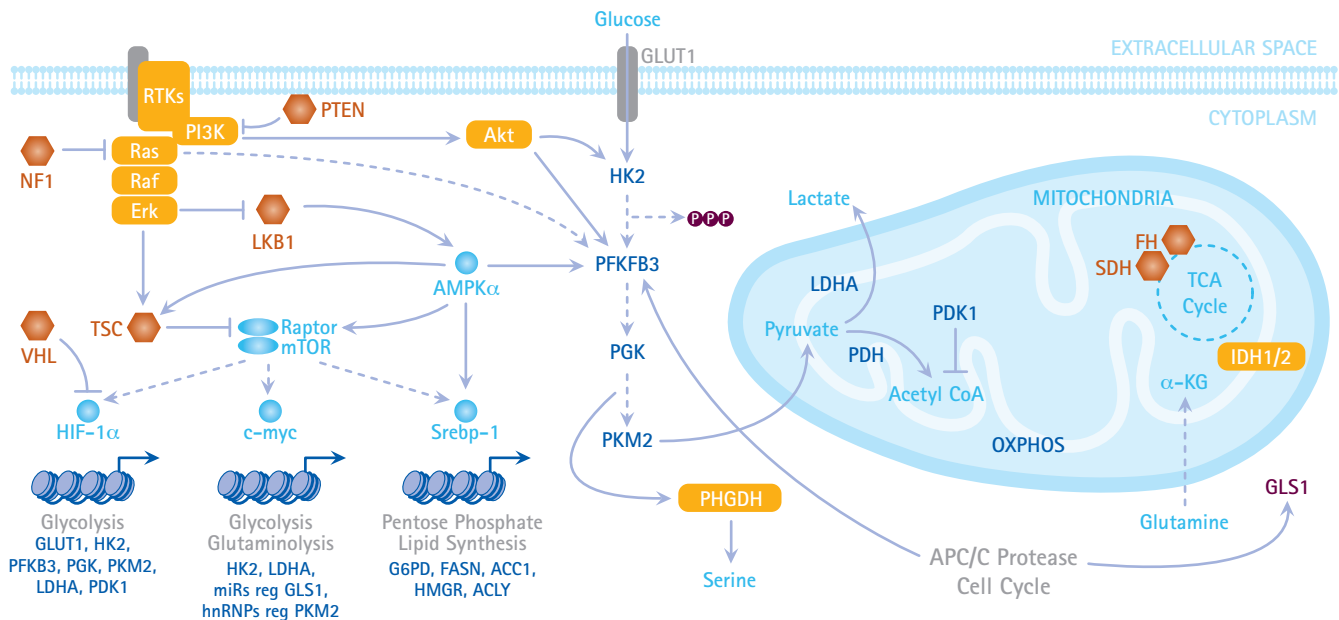 Glucose
GLUT1
EXTRACELLULAR SPACE
CYTOPLASM
RTKs
PTEN
PI3K
Akt
Ras
NF1
Raf
Erk
LKB1
HK2
P P P
Lactate
MITOCHONDRIA
FH
SDH
TCA
Cycle
PFKFB3
AMPKα
LDHA
PDK1
VHL
TSC
Raptor
mTOR
Pyruvate
PGK
PDH
IDH1/2
α-KG
Acetyl CoA
HIF-1α
c-myc
Srebp-1
PKM2
OXPHOS
PHGDH
GLS1
Glutamine
Serine
APC/C Protease
Cell Cycle
Glycolysis
GLUT1, HK2,
PFKB3, PGK, PKM2,
LDHA, PDK1
Glycolysis
Glutaminolysis
HK2, LDHA,
miRs reg GLS1,
hnRNPs reg PKM2
Pentose Phosphate
Lipid Synthesis
G6PD, FASN, ACC1,
HMGR, ACLY